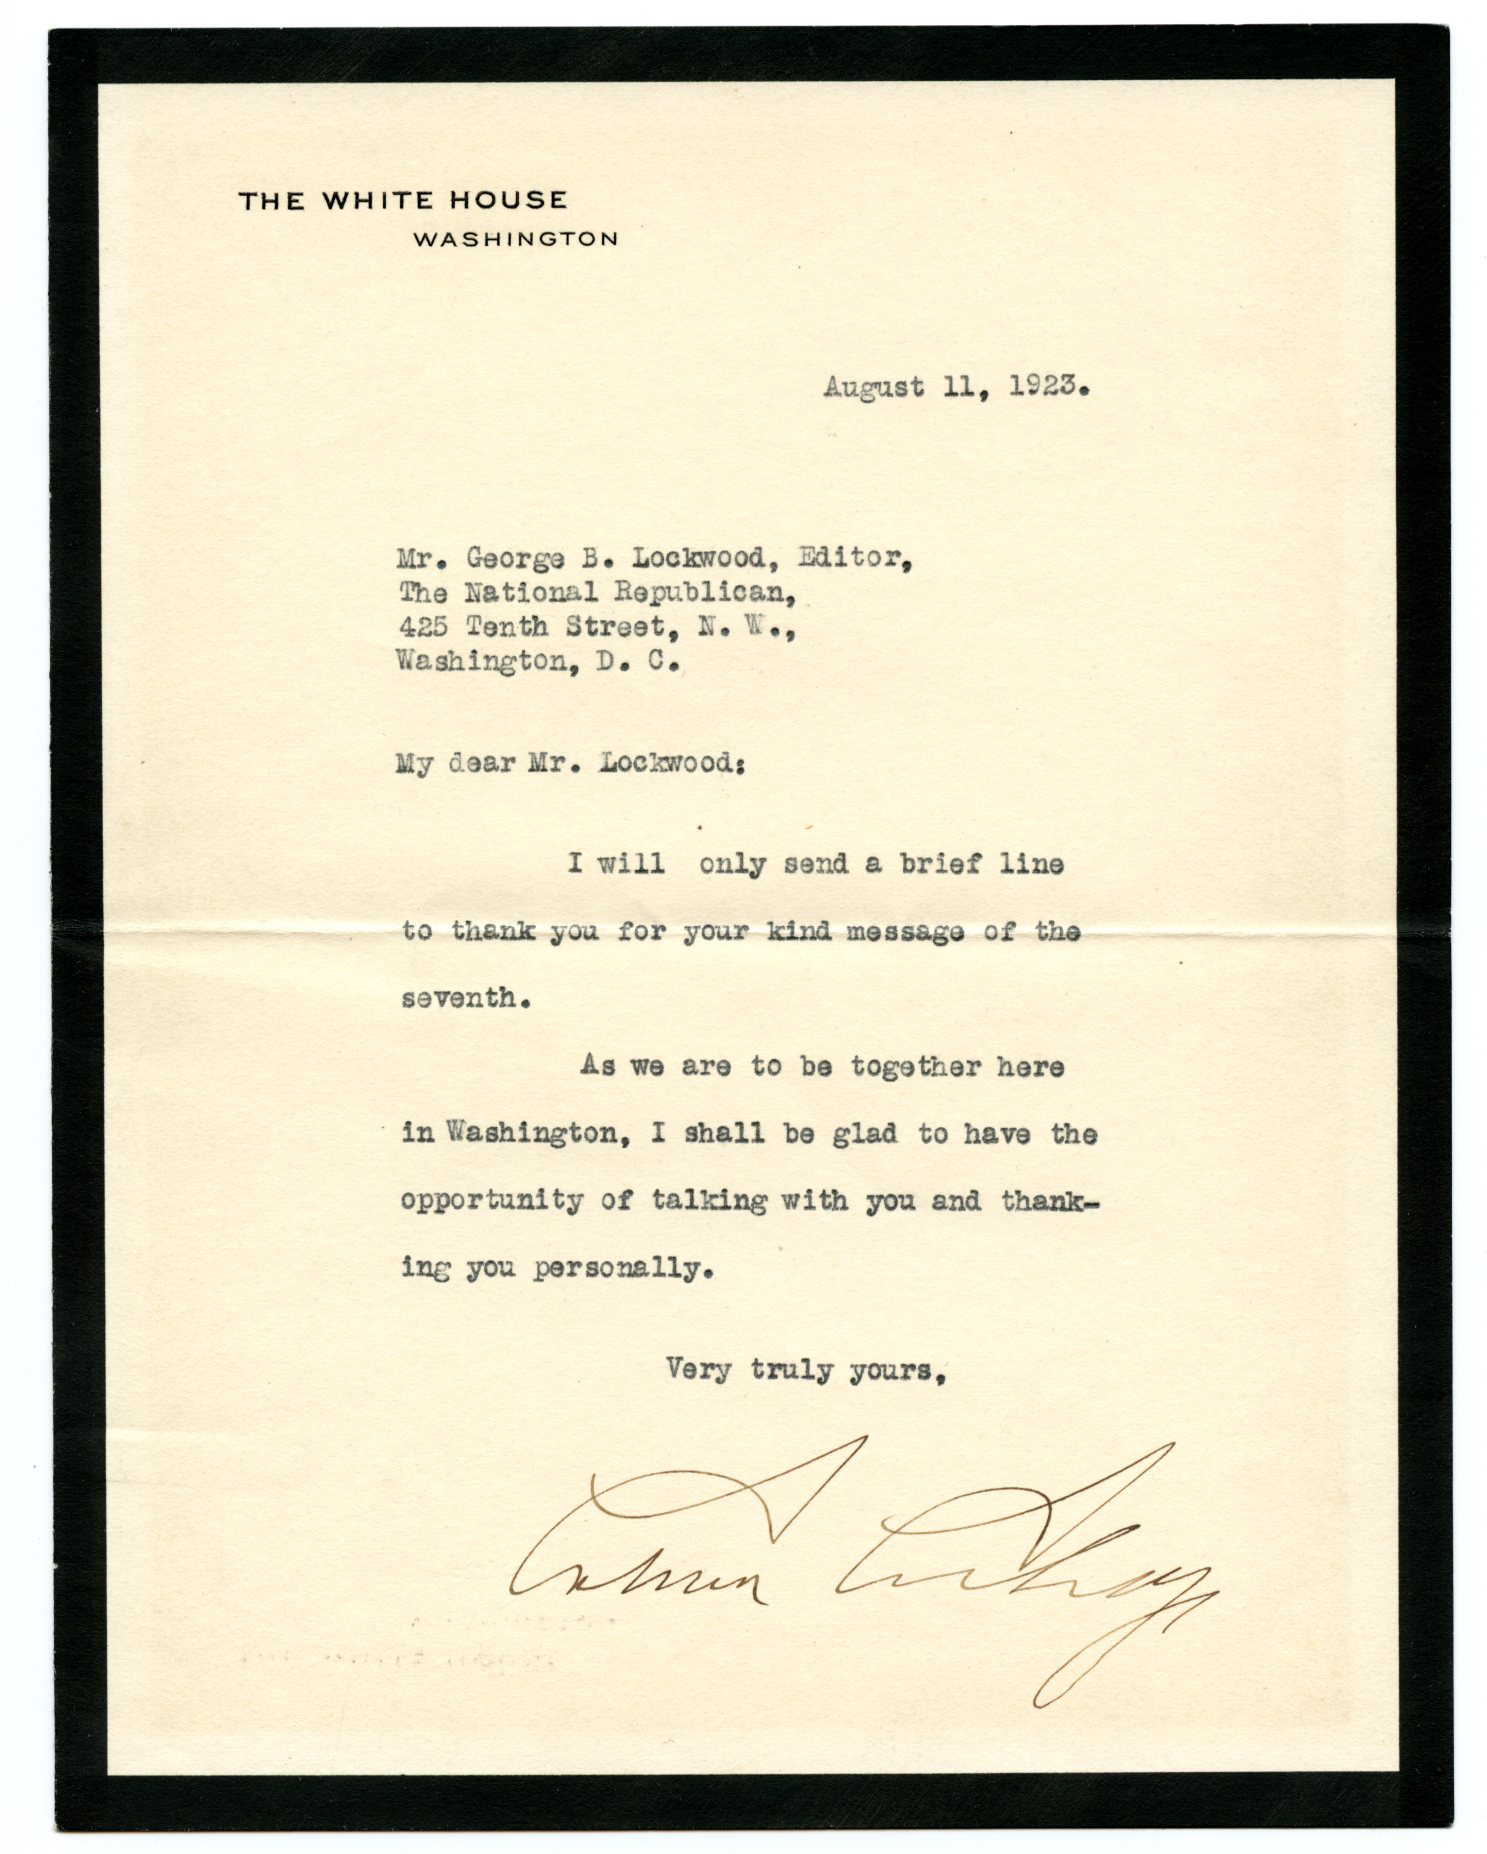 THE WHITE HOUSE
WASHINGTON
August 11, 1923.
Mr. George B. Lockwood, Editor,
The National Republican,
425 Tenth Street, N. W.,
Washington, D. C.
My dear Mr. Lockwood:
I will only send a brief line
to thank you for your kind message of the
seventh.
As we are to be together here
in Washington, I shall be glad to have the
opportunity of talking with you and thank-
ing you personally.
Very truly yours,
Calvin Coolidge